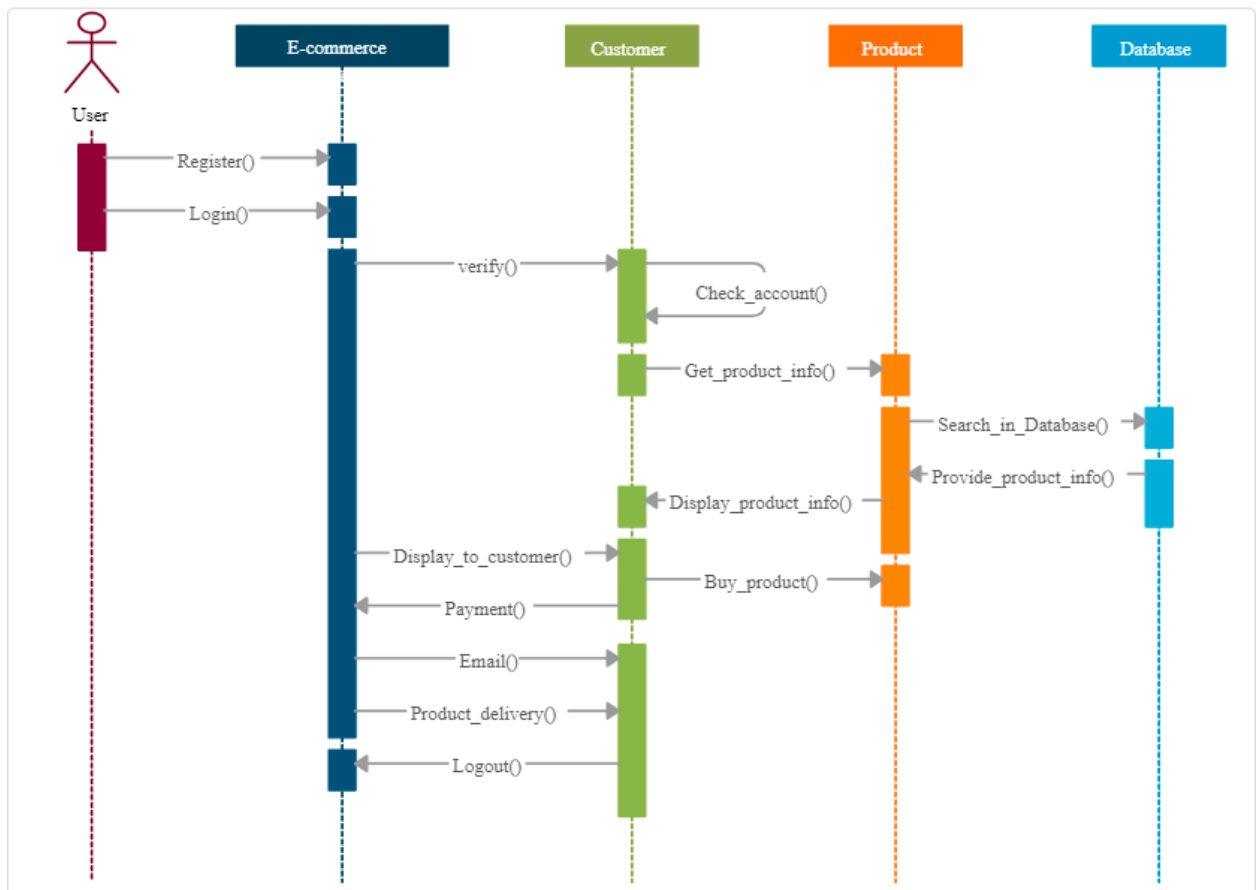 E-commerce
Customer
Product
Database
User
Register()
Login()
verify()
Check_account()
Get_product_info()
Search_in_Database()
Provide_product_info()
Display_product_info()
Display_to_customer()
Buy_product()
Payment()
Email()
Product_delivery()
Logout()